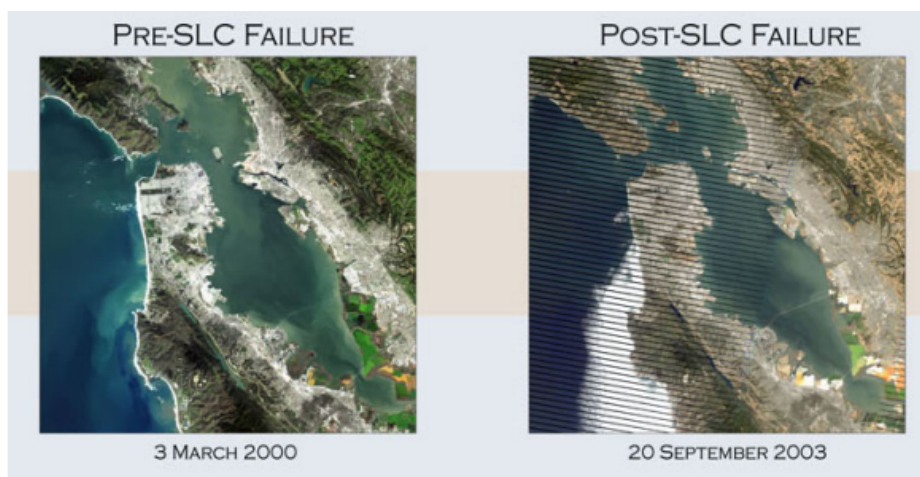 Pre-SLC Failure
Post-SLC Failure
3 March 2000
20 September 2003